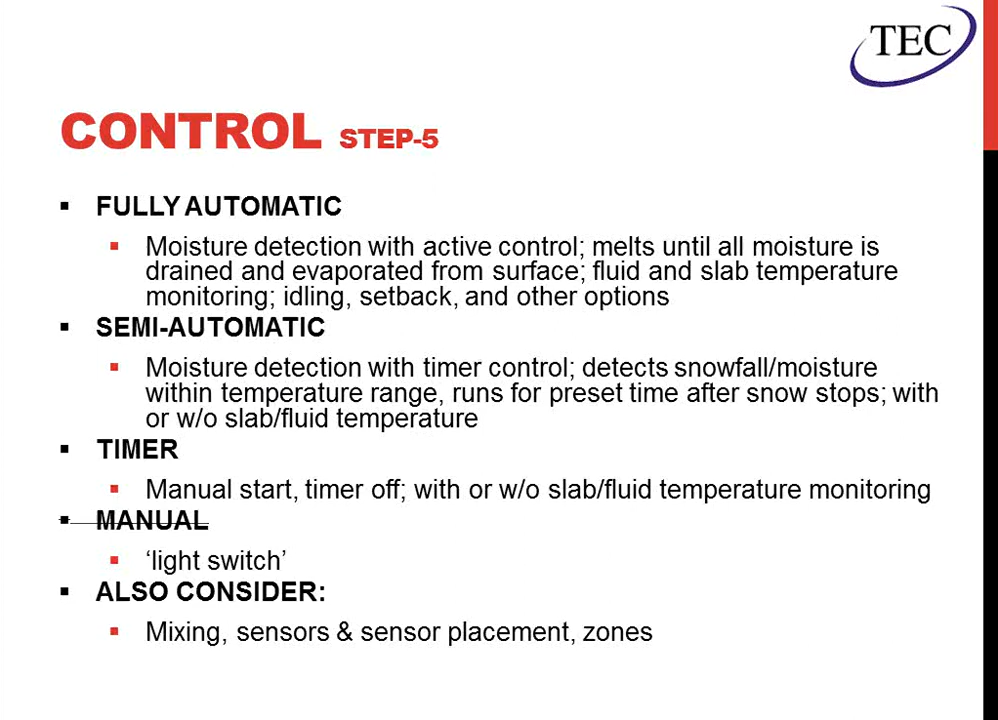 TEC
CONTROL STEP-5
▪ FULLY AUTOMATIC
▪ Moisture detection with active control; melts until all moisture is
drained and evaporated from surface; fluid and slab temperature
monitoring; idling, setback, and other options
▪ SEMI-AUTOMATIC
▪ Moisture detection with timer control; detects snowfall/moisture
within temperature range, runs for preset time after snow stops; with
or w/o slab/fluid temperature
▪ TIMER
▪ Manual start, timer off; with or w/o slab/fluid temperature monitoring
▪ MANUAL
▪ ‘light switch’
▪ ALSO CONSIDER:
▪ Mixing, sensors & sensor placement, zones